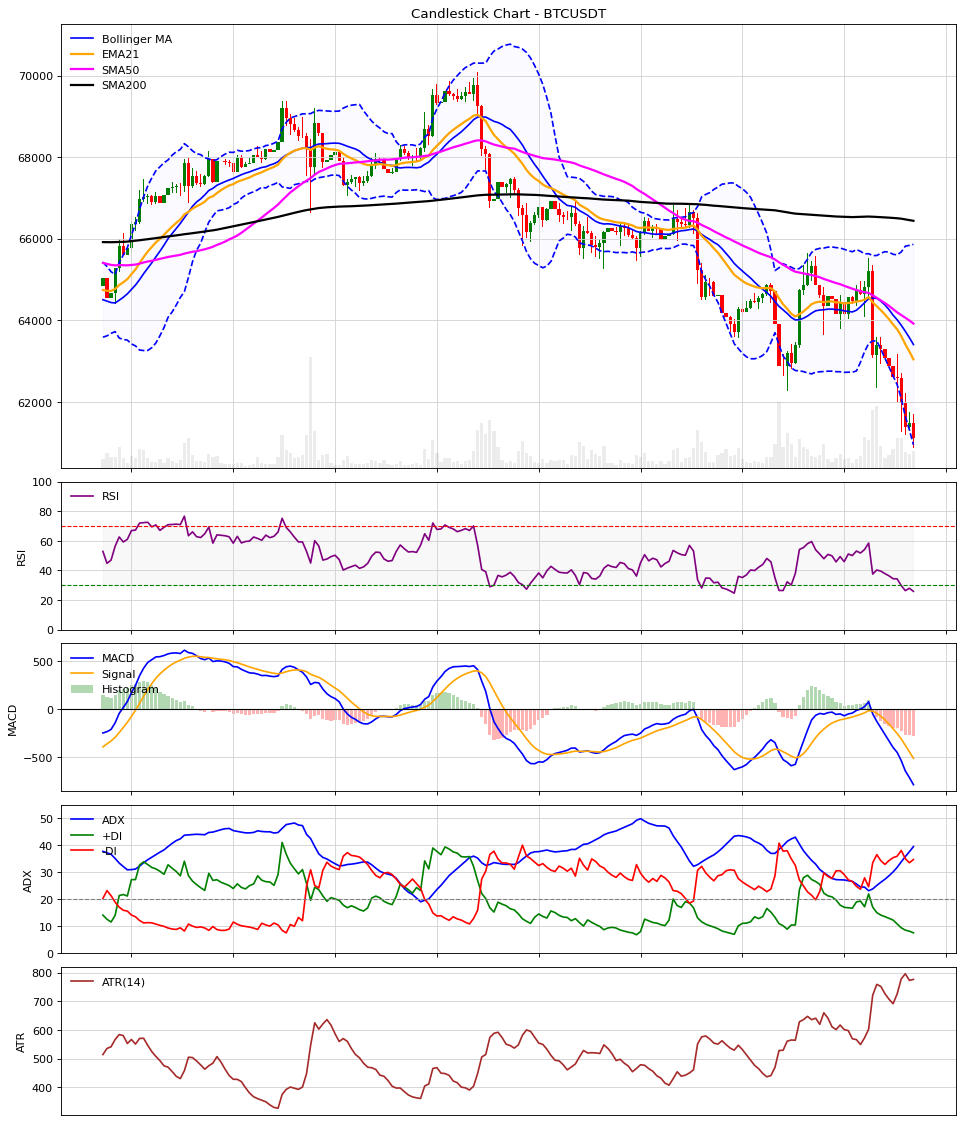 Candlestick Chart - BTCUSDT
Bollinger MA
EMA21
SMA50
SMA200
70000
68000
66000
64000
62000
RSI
RSI
100
80
60
40
20
0
MACD
Signal
Histogram
MACD
500
0
−500
ADX
+DI
-DI
ADX
50
40
30
20
10
0
ATR(14)
ATR
800
700
600
500
400